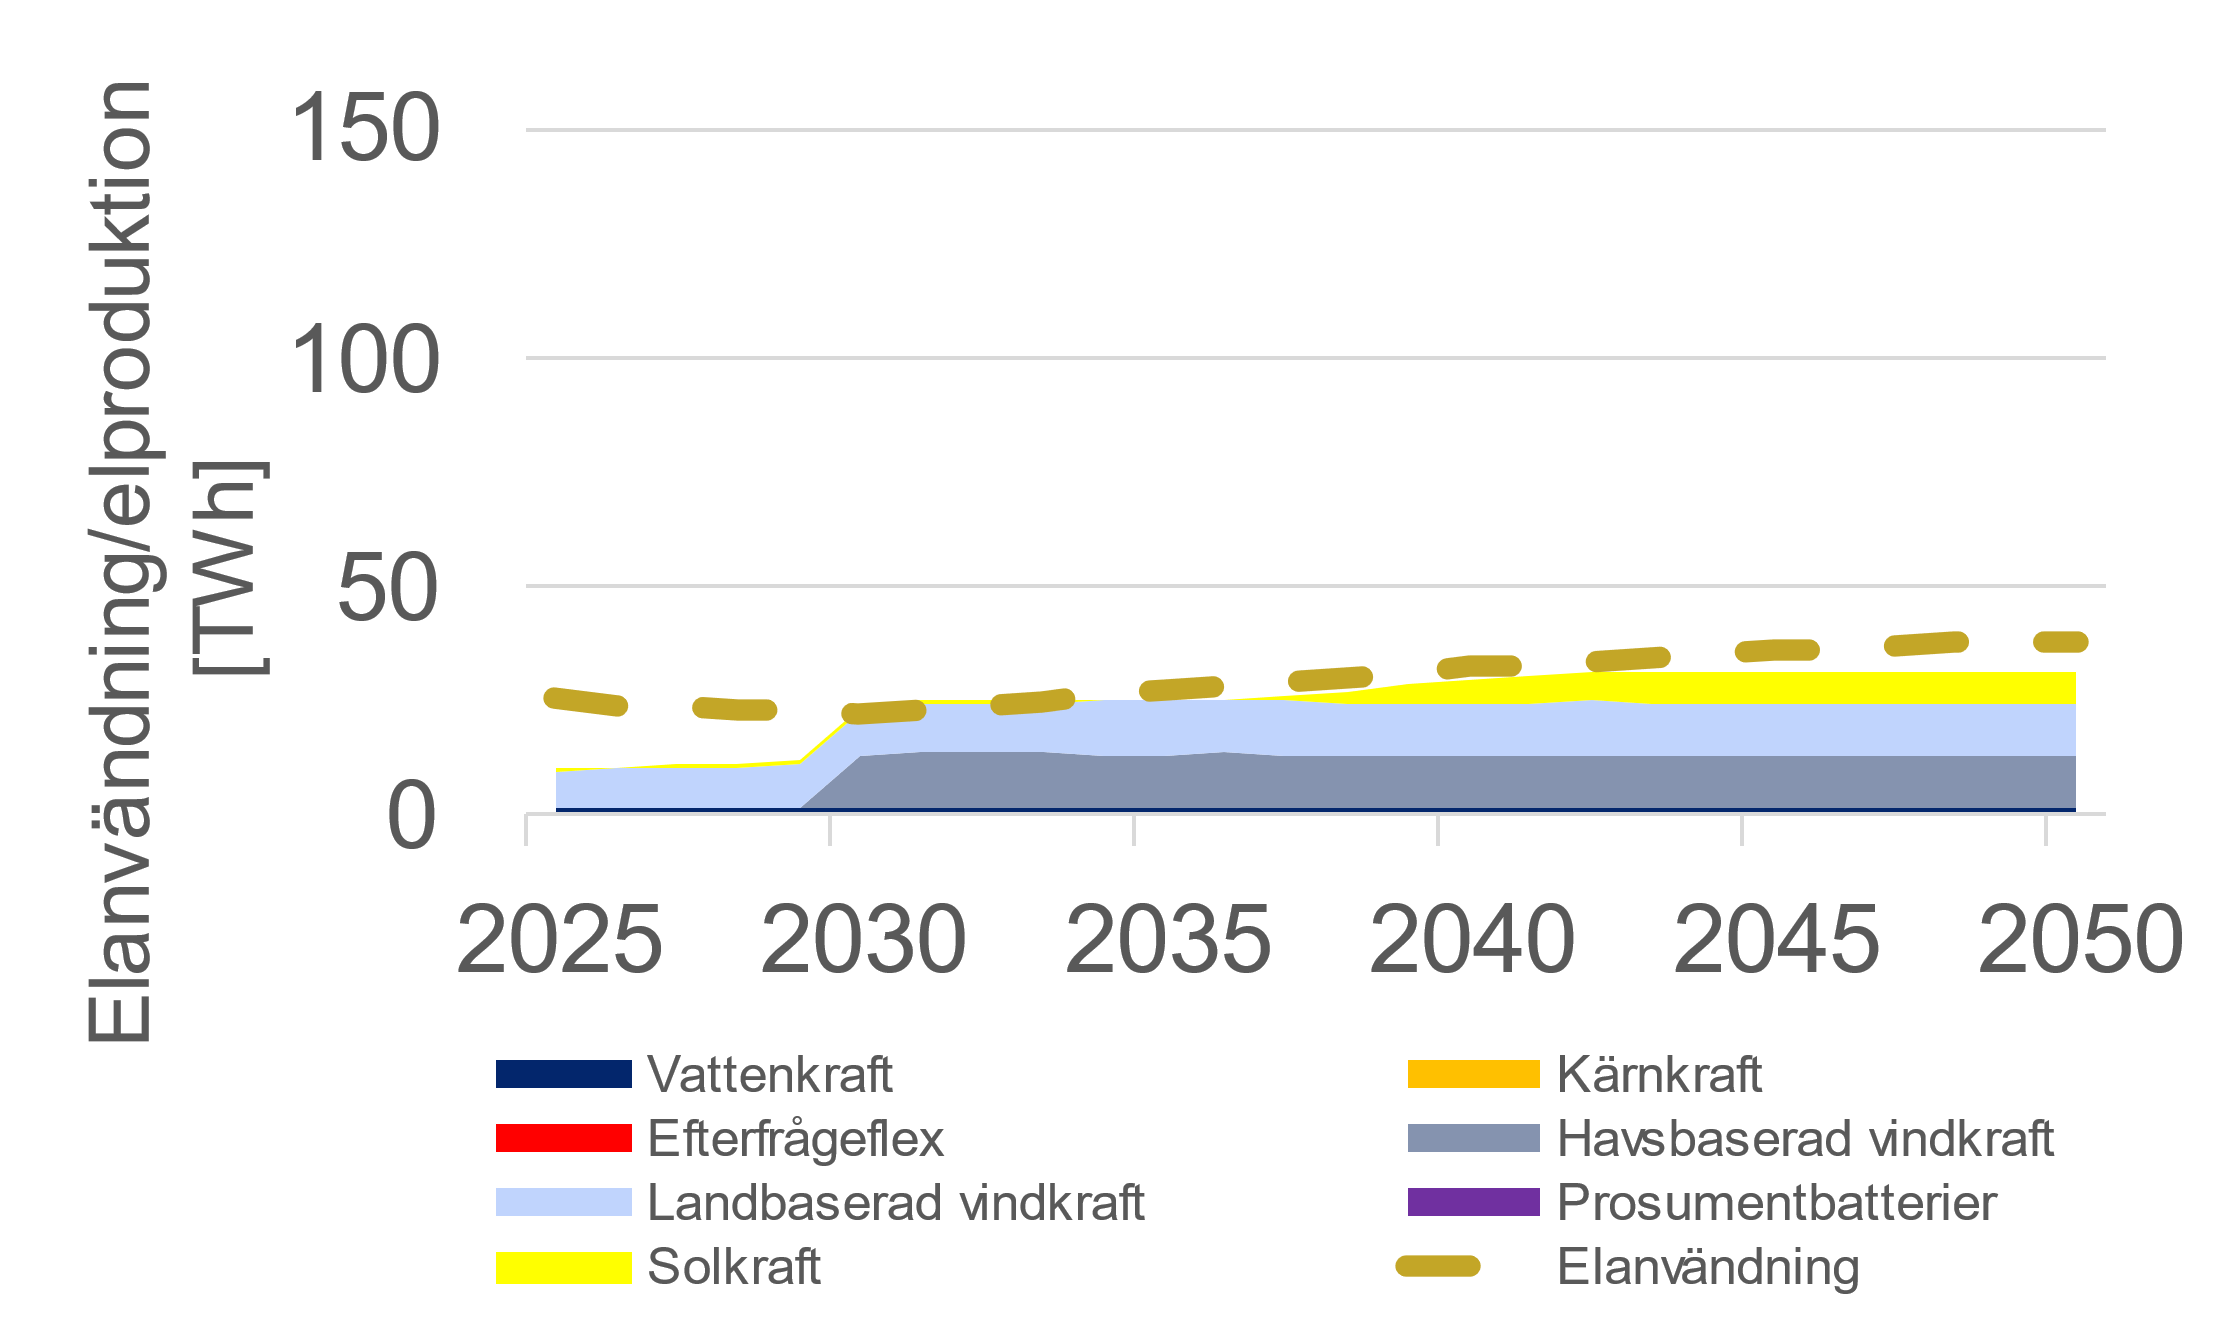 Elanvändning/elproduktion
[TWh]
150
100
50
0
2025 2030 2035 2040 2045 2050
Vattenkraft Kärnkraft
Efterfrågeflex Havsbaserad vindkraft
Landbaserad vindkraft Prosumentbatterier
Solkraft Elanvändning